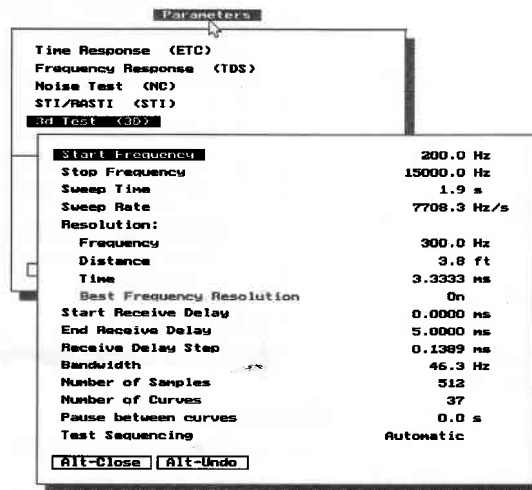 Parameters
Time Response (ETC)
Frequency Response (TDS)
Noise Test (NC)
STI/RASTI (STI)
3d Test (3D)
Start Frequency 200.0 Hz
Stop Frequency 15000.0 Hz
Sweep Time 1.9 s
Sweep Rate 7708.3 Hz/s
Resolution:
Frequency 300.0 Hz
Distance 3.8 ft
Time 3.3333 ms
Best Frequency Resolution On
Start Receive Delay 0.0000 ms
End Receive Delay 5.0000 ms
Receive Delay Step 0.1389 ms
Bandwidth 46.3 Hz
Number of Samples 512
Number of Curves 37
Pause between curves 0.0 s
Test Sequencing Automatic
Alt-Close Alt-Undo